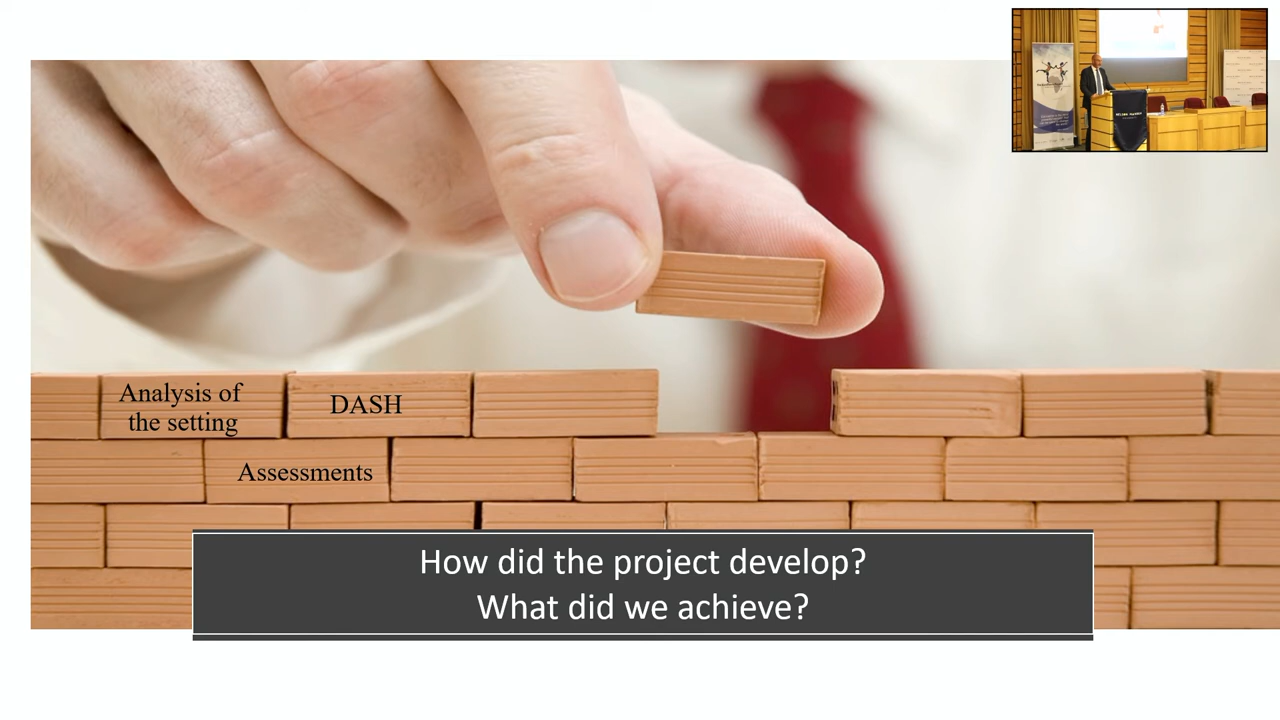 Analysis of
the setting
DASH
Assessments
How did the project develop?
What did we achieve?